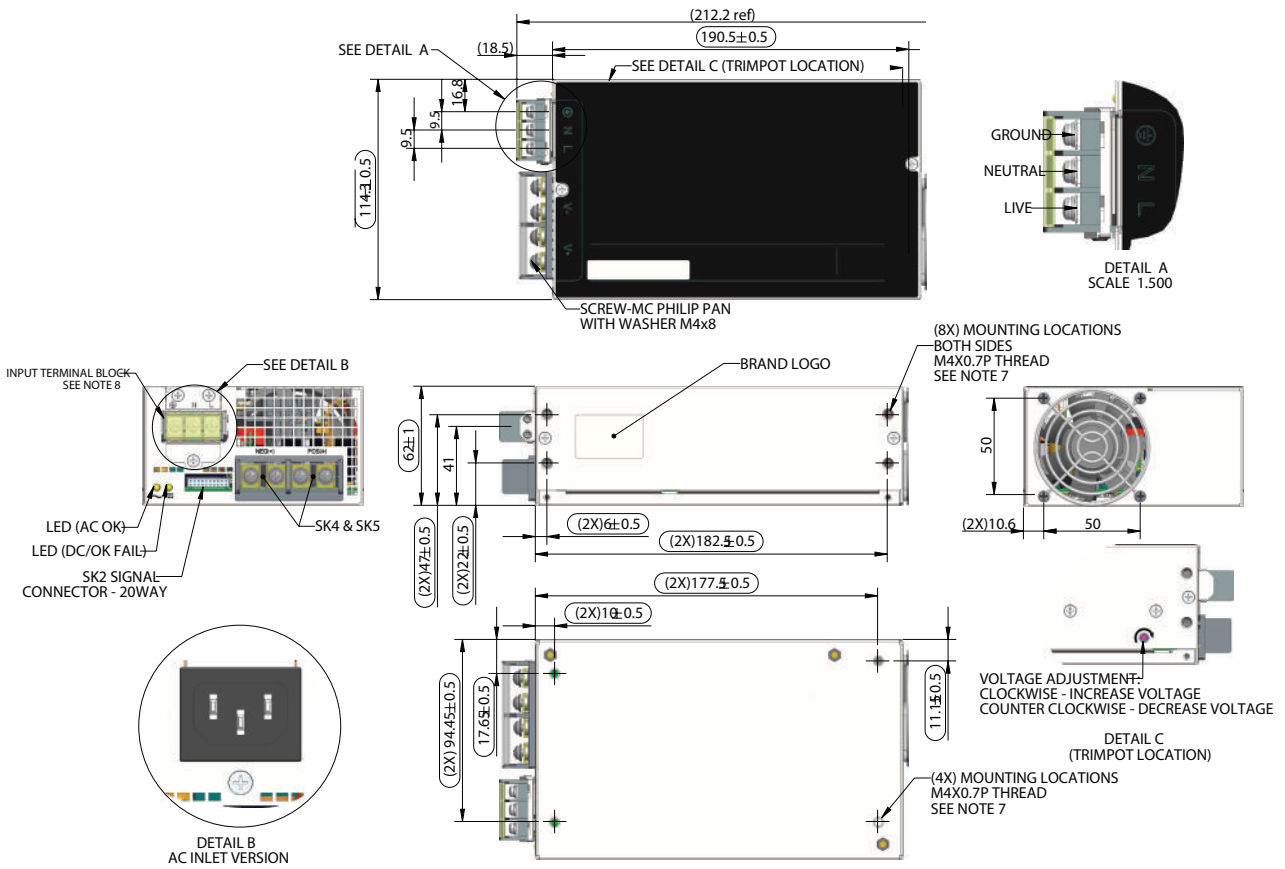 (212.2 ref)
190.5±0.5
(18.5)
SEE DETAIL A
SEE DETAIL C (TRIMPOT LOCATION)
16.8
9.5
9.5
114.3±0.5
N
L
V-
V+
SCREW-MC PHILIP PAN
WITH WASHER M4x8
GROUND
NEUTRAL
LIVE
N
L
DETAIL A
SCALE 1.500
INPUT TERMINAL BLOCK
SEE NOTE 8
SEE DETAIL B
NEG(-)
POS(+)
LED (AC OK)
LED (DC/OK FAIL)
SK2 SIGNAL
CONNECTOR - 20WAY
SK4 & SK5
BRAND LOGO
(8X) MOUNTING LOCATIONS
BOTH SIDES
M4X0.7P THREAD
SEE NOTE 7
62±1
41
(2X)47±0.5
(2X)22±0.5
(2X)6±0.5
(2X)182.5±0.5
50
(2X)10.6
50
(2X)177.5±0.5
(2X)10±0.5
(2X) 94.45±0.5
17.65±0.5
11.15±0.5
(4X) MOUNTING LOCATIONS
M4X0.7P THREAD
SEE NOTE 7
VOLTAGE ADJUSTMENT:
CLOCKWISE - INCREASE VOLTAGE
COUNTER CLOCKWISE - DECREASE VOLTAGE
DETAIL C
(TRIMPOT LOCATION)
DETAIL B
AC INLET VERSION